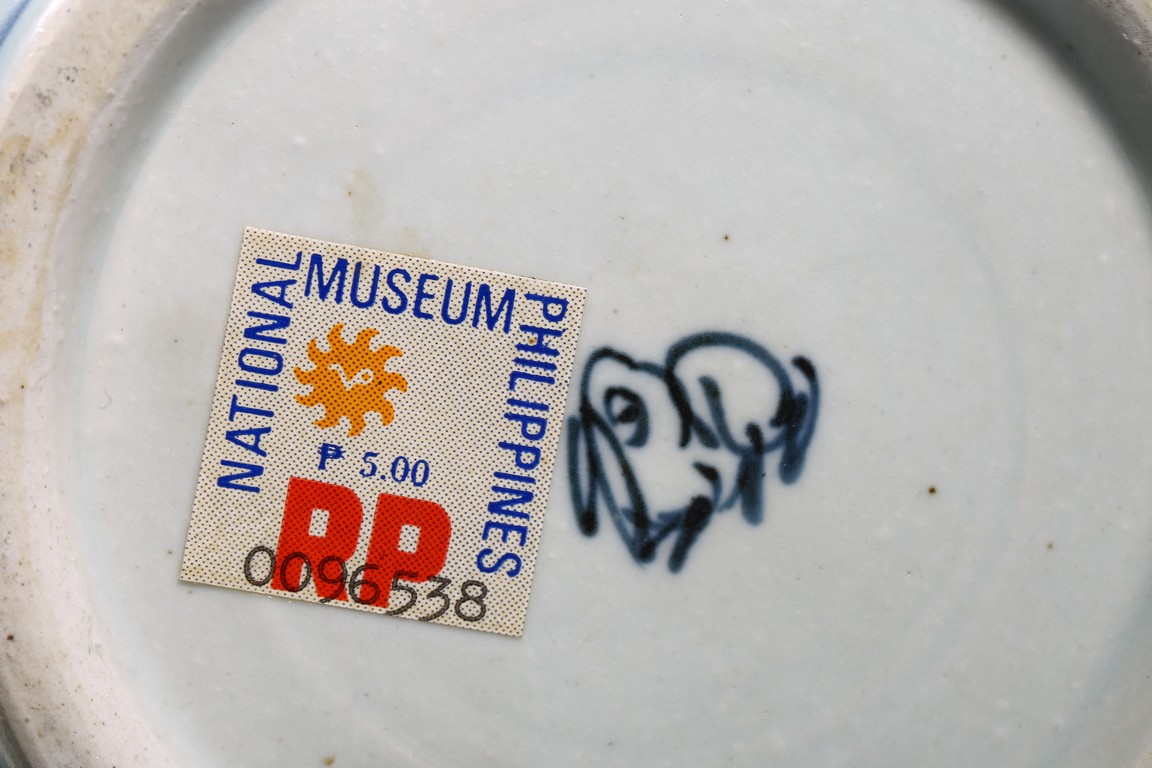 NATIONAL
MUSEUM
PHILIPPINES
₱ 5.00
RP
0096538